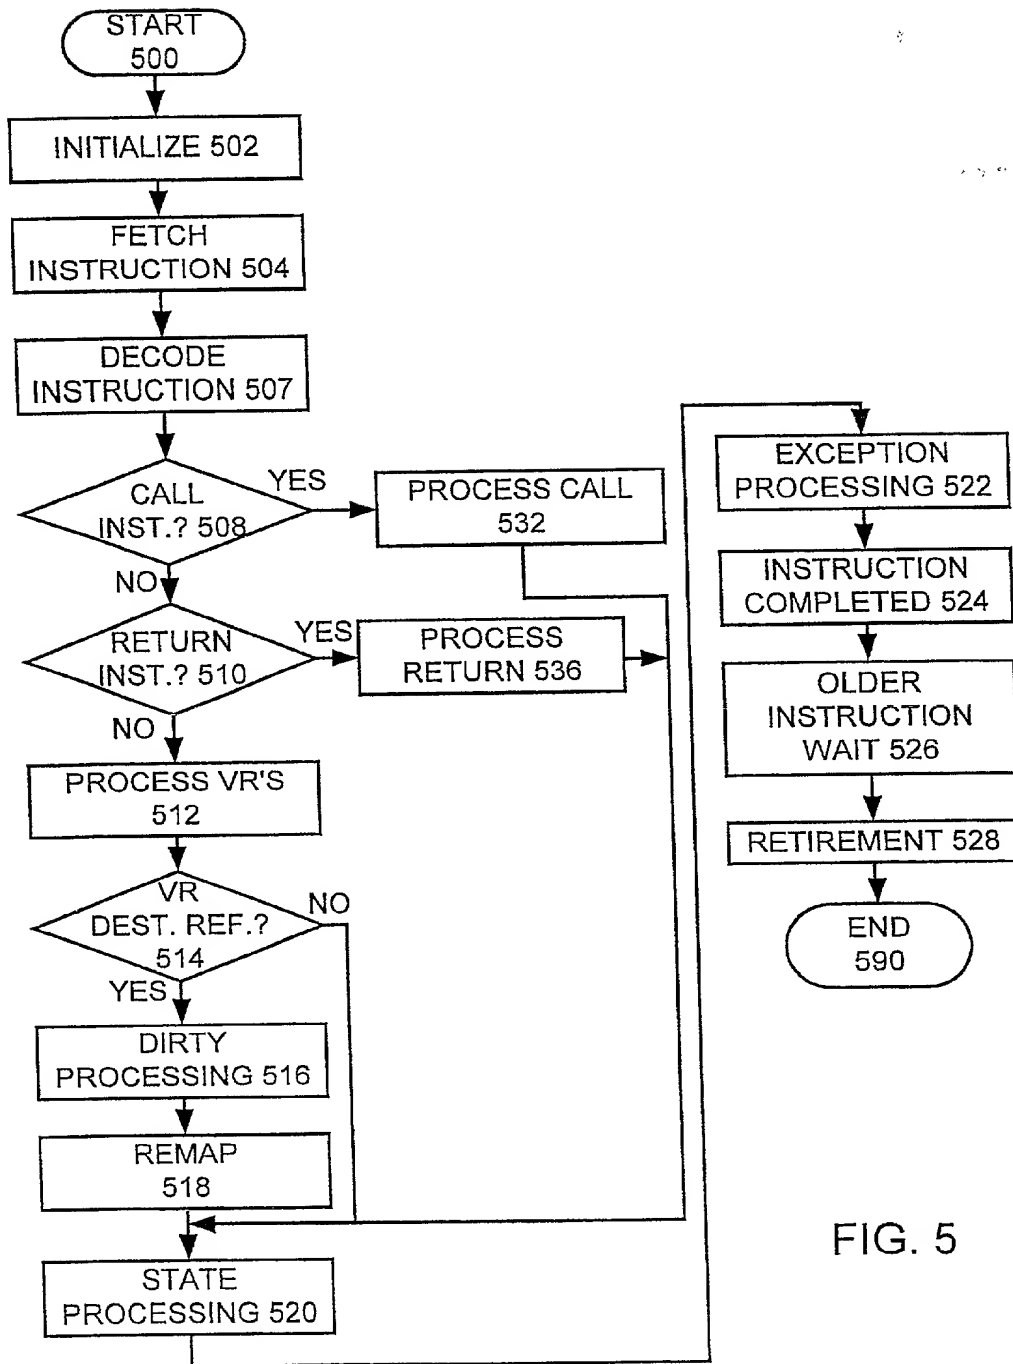 START
500
INITIALIZE 502
FETCH
INSTRUCTION 504
DECODE
INSTRUCTION 507
CALL
INST.? 508
YES
PROCESS CALL
532
NO
RETURN
INST.? 510
YES
PROCESS
RETURN 536
NO
PROCESS VR'S
512
VR
DEST. REF.?
514
NO
YES
DIRTY
PROCESSING 516
REMAP
518
STATE
PROCESSING 520
EXCEPTION
PROCESSING 522
INSTRUCTION
COMPLETED 524
OLDER
INSTRUCTION
WAIT 526
RETIREMENT 528
END
590
FIG. 5